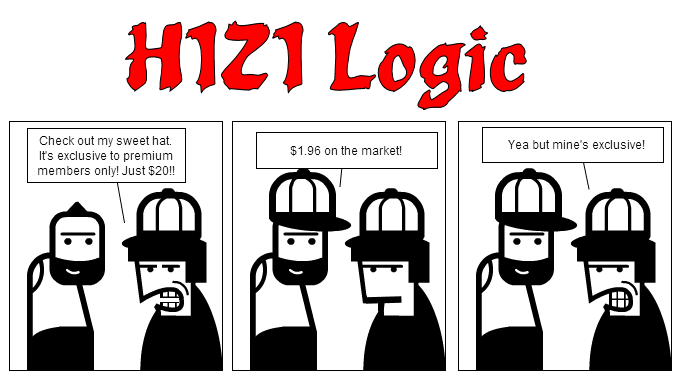 H1Z1 Logic
Check out my sweet hat.
It's exclusive to premium
members only! Just $20!!
$1.96 on the market!
Yea but mine's exclusive!